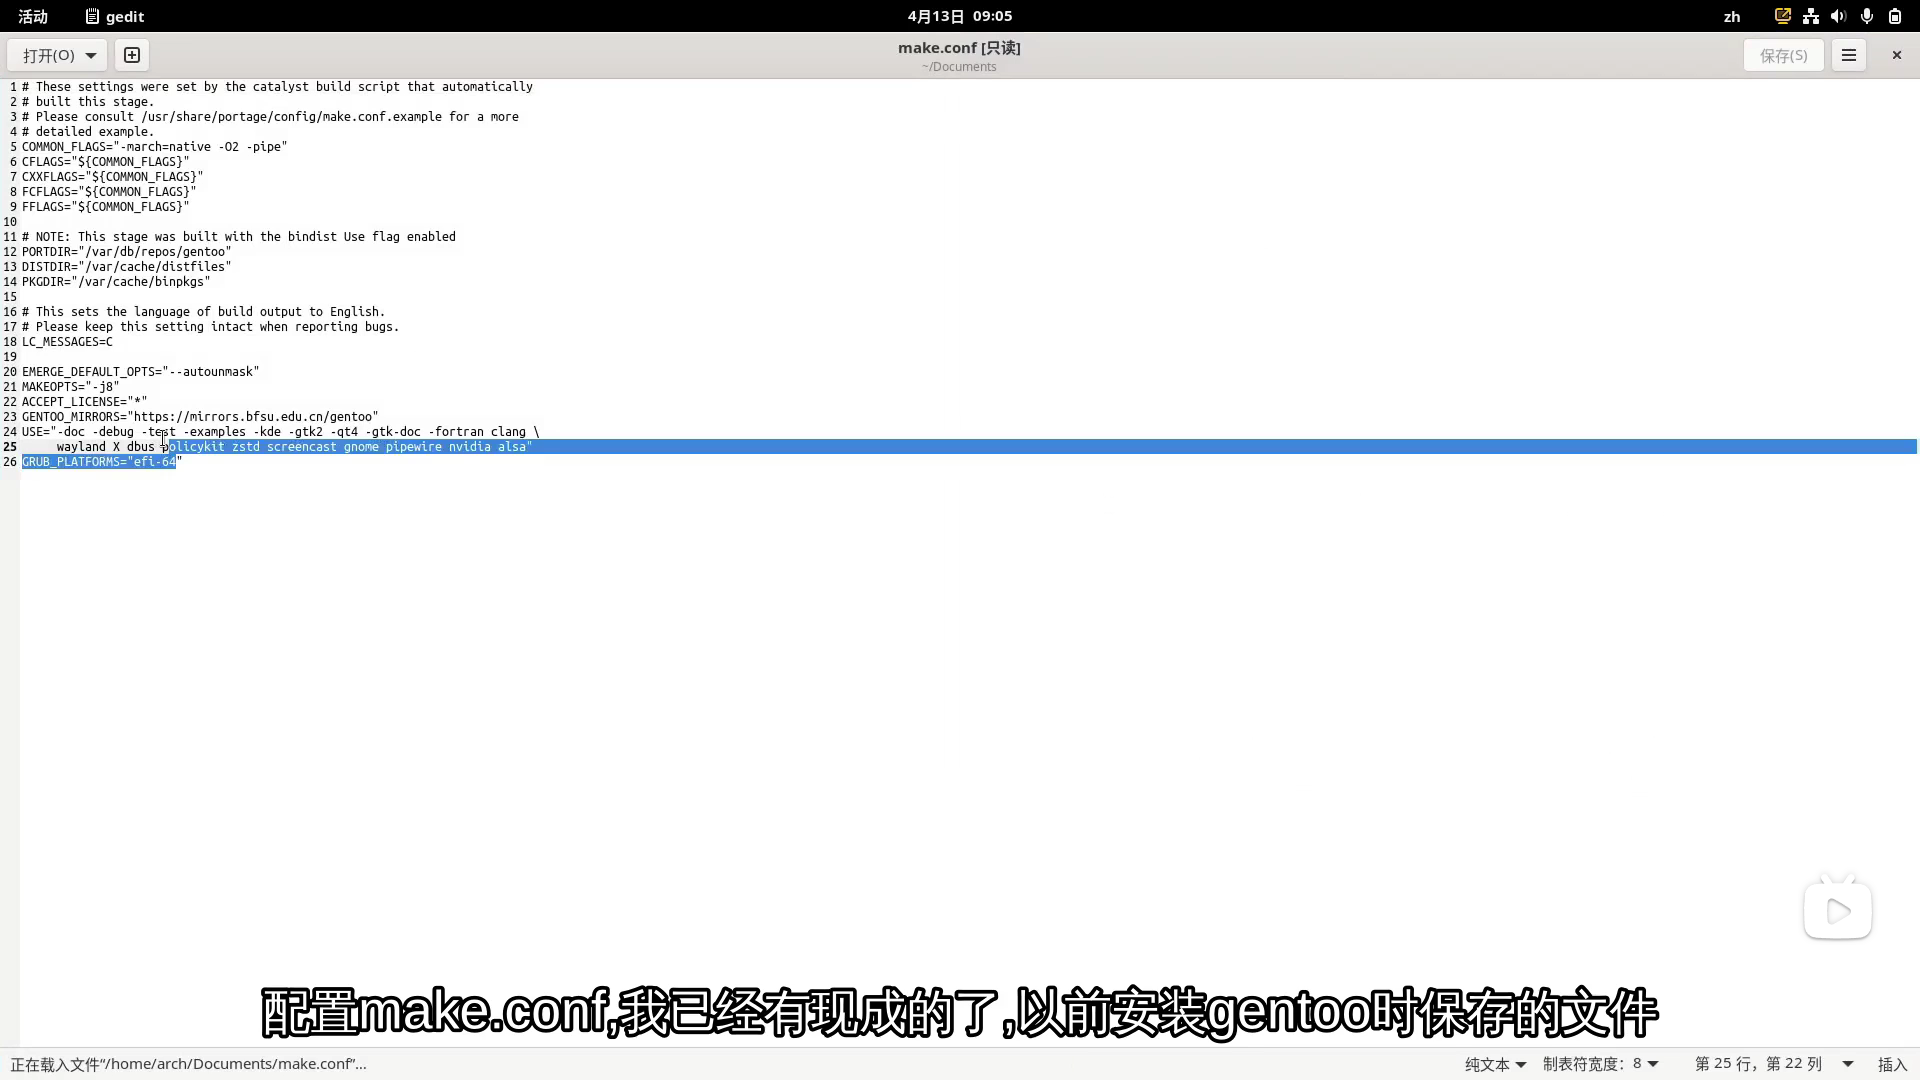 活动 gedit 4月13日 09:05 zh
打开(O) make.conf [只读] 保存(S)
~/Documents
1 # These settings were set by the catalyst build script that automatically
2 # built this stage.
3 # Please consult /usr/share/portage/config/make.conf.example for a more
4 # detailed example.
5 COMMON_FLAGS="-march=native -O2 -pipe"
6 CFLAGS="${COMMON_FLAGS}"
7 CXXFLAGS="${COMMON_FLAGS}"
8 FCFLAGS="${COMMON_FLAGS}"
9 FFLAGS="${COMMON_FLAGS}"
10
11 # NOTE: This stage was built with the bindist Use flag enabled
12 PORTDIR="/var/db/repos/gentoo"
13 DISTDIR="/var/cache/distfiles"
14 PKGDIR="/var/cache/binpkgs"
15
16 # This sets the language of build output to English.
17 # Please keep this setting intact when reporting bugs.
18 LC_MESSAGES=C
19
20 EMERGE_DEFAULT_OPTS="--autounmask"
21 MAKEOPTS="-j8"
22 ACCEPT_LICENSE="*"
23 GENTOO_MIRRORS="https://mirrors.bfsu.edu.cn/gentoo"
24 USE="-doc -debug -test -examples -kde -gtk2 -qt4 -gtk-doc -fortran clang \
25 wayland X dbus policykit zstd screencast gnome pipewire nvidia alsa"
26 GRUB_PLATFORMS="efi-64"
配置make.conf,我已经有现成的了,以前安装gentoo时保存的文件
正在载入文件“/home/arch/Documents/make.conf”... 纯文本 制表符宽度：8 第 25 行，第 22 列 插入